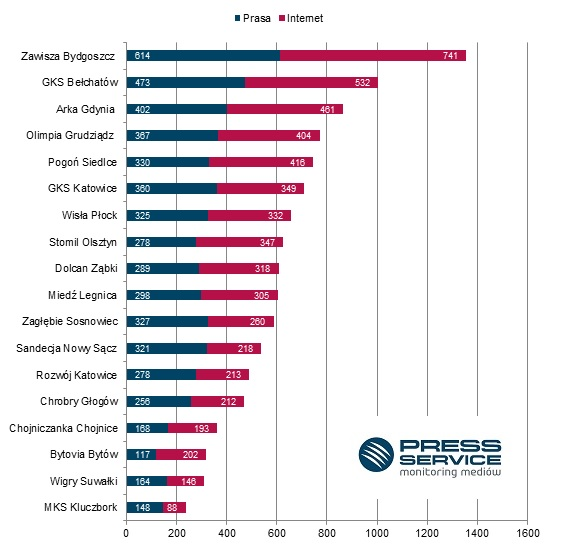 Prasa Internet
Zawisza Bydgoszcz 614 741
GKS Bełchatów 473 532
Arka Gdynia 402 461
Olimpia Grudziądz 367 404
Pogoń Siedlce 330 416
GKS Katowice 360 349
Wisła Płock 325 332
Stomil Olsztyn 278 347
Dolcan Ząbki 289 318
Miedź Legnica 298 305
Zagłębie Sosnowiec 327 260
Sandecja Nowy Sącz 321 218
Rozwój Katowice 278 213
Chrobry Głogów 256 212
Chojniczanka Chojnice 168 193
Bytovia Bytów 117 202
Wigry Suwałki 164 146
MKS Kluczbork 148 88
PRESS
SERVICE
monitoring mediów
0 200 400 600 800 1000 1200 1400 1600